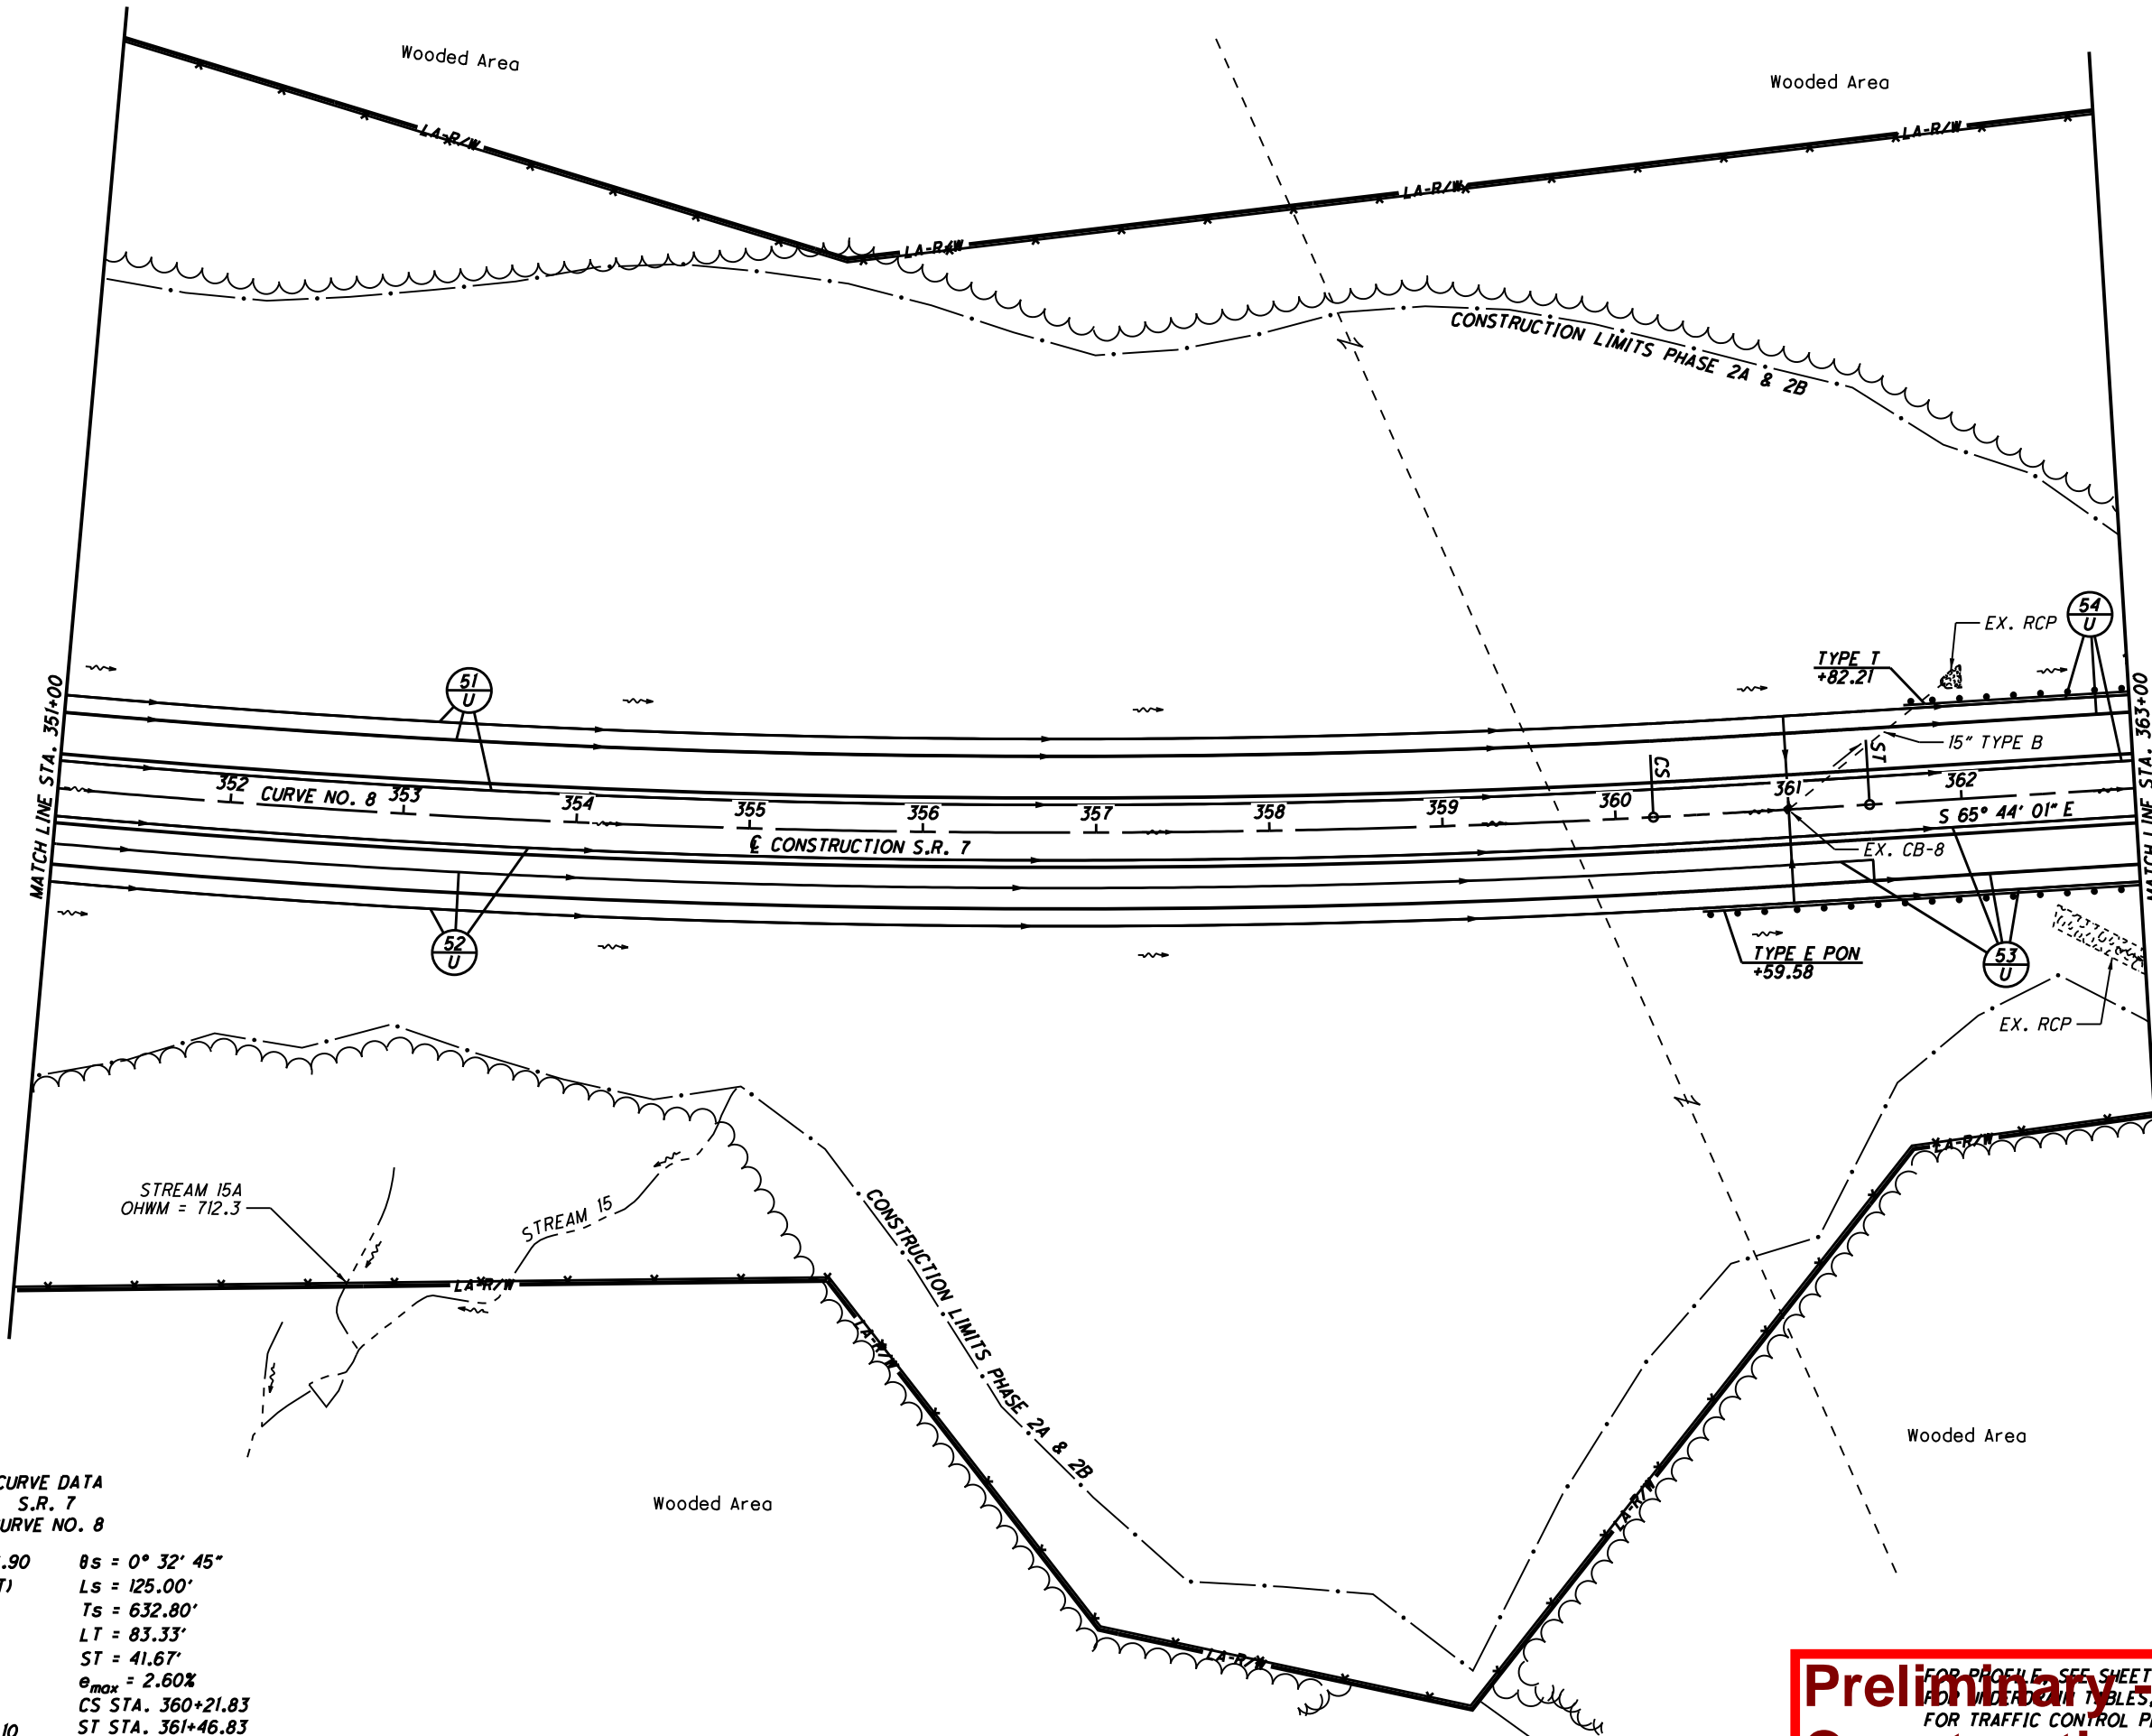 Wooded Area
Wooded Area
LA-R/W
LA-R/W
LA-R/W
LA-R/W
CONSTRUCTION LIMITS PHASE 2A & 2B
MATCH LINE STA. 351+00
MATCH LINE STA. 363+00
51
U
54
U
EX. RCP
TYPE T
+82.21
15" TYPE B
CS
ST
352
CURVE NO. 8
353
354
355
356
357
358
359
360
361
362
℄ CONSTRUCTION S.R. 7
S 65° 44' 01" E
EX. CB-8
52
U
TYPE E PON
+59.58
53
U
EX. RCP
STREAM 15A
OHWM = 712.3
STREAM 15
LA-R/W
LA-R/W
LA-R/W
LA-R/W
LA-R/W
CONSTRUCTION LIMITS PHASE 2A & 2B
Wooded Area
Wooded Area
CURVE DATA
S.R. 7
CURVE NO. 8
.90
θs = 0° 32' 45"
T)
Ls = 125.00'
Ts = 632.80'
LT = 83.33'
ST = 41.67'
emax = 2.60%
CS STA. 360+21.83
10
ST STA. 361+46.83
Preliminary -
FOR PROFILE, SEE SHEET
FOR UNDERDRAIN TABLES,
FOR TRAFFIC CONTROL